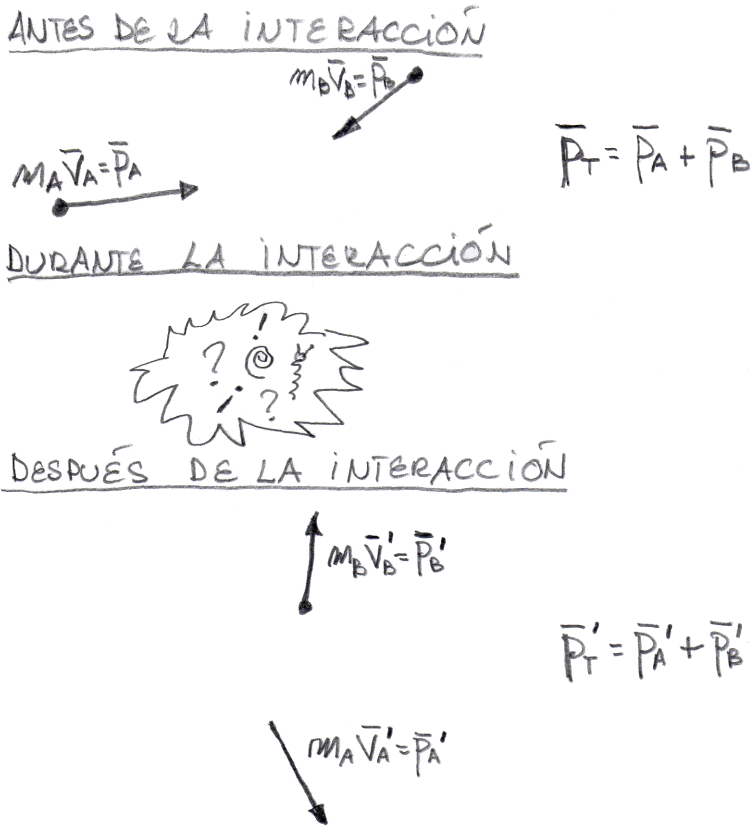 ANTES DE LA INTERACCIÓN
m_B v̄_B = p̄_B
m_A v̄_A = p̄_A
p̄_T = p̄_A + p̄_B
DURANTE LA INTERACCIÓN
! ? ! ?
DESPUÉS DE LA INTERACCIÓN
m_B v̄_B' = p̄_B'
p̄_T' = p̄_A' + p̄_B'
m_A v̄_A' = p̄_A'